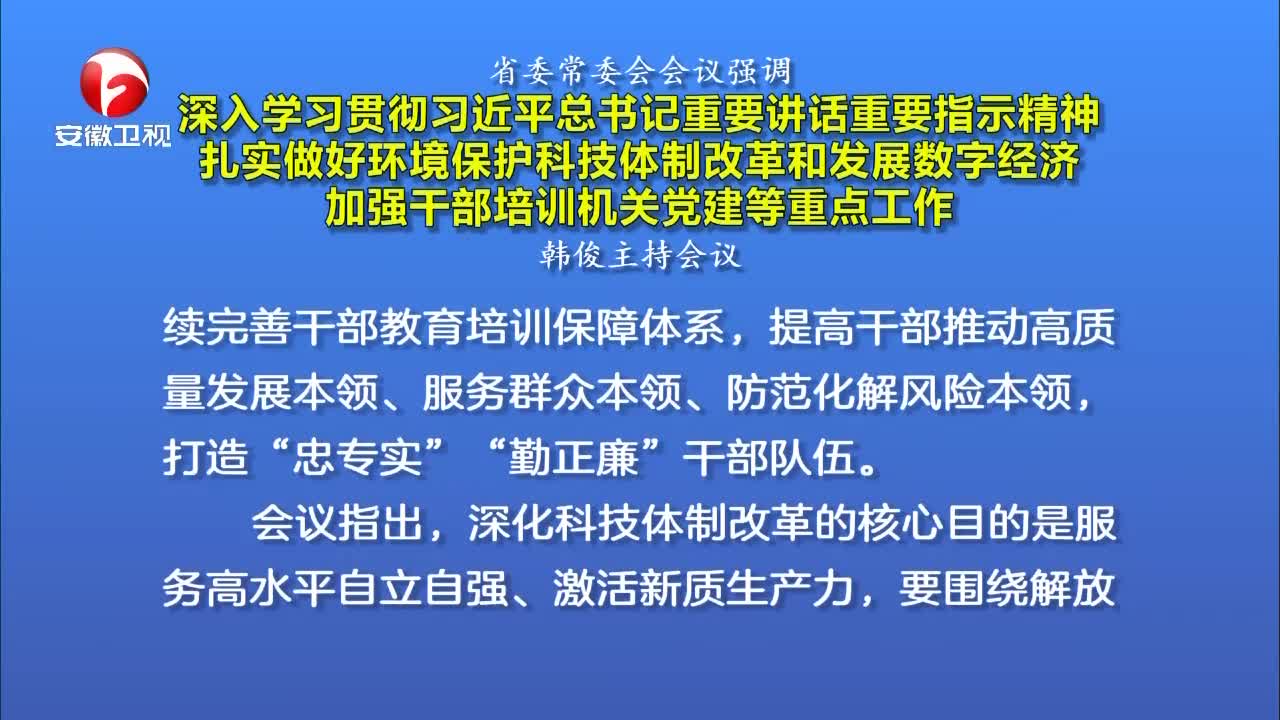 省委常委会会议强调
安徽卫视
深入学习贯彻习近平总书记重要讲话重要指示精神
扎实做好环境保护科技体制改革和发展数字经济
加强干部培训机关党建等重点工作
韩俊主持会议
续完善干部教育培训保障体系，提高干部推动高质
量发展本领、服务群众本领、防范化解风险本领，
打造“忠专实”“勤正廉”干部队伍。
会议指出，深化科技体制改革的核心目的是服
务高水平自立自强、激活新质生产力，要围绕解放